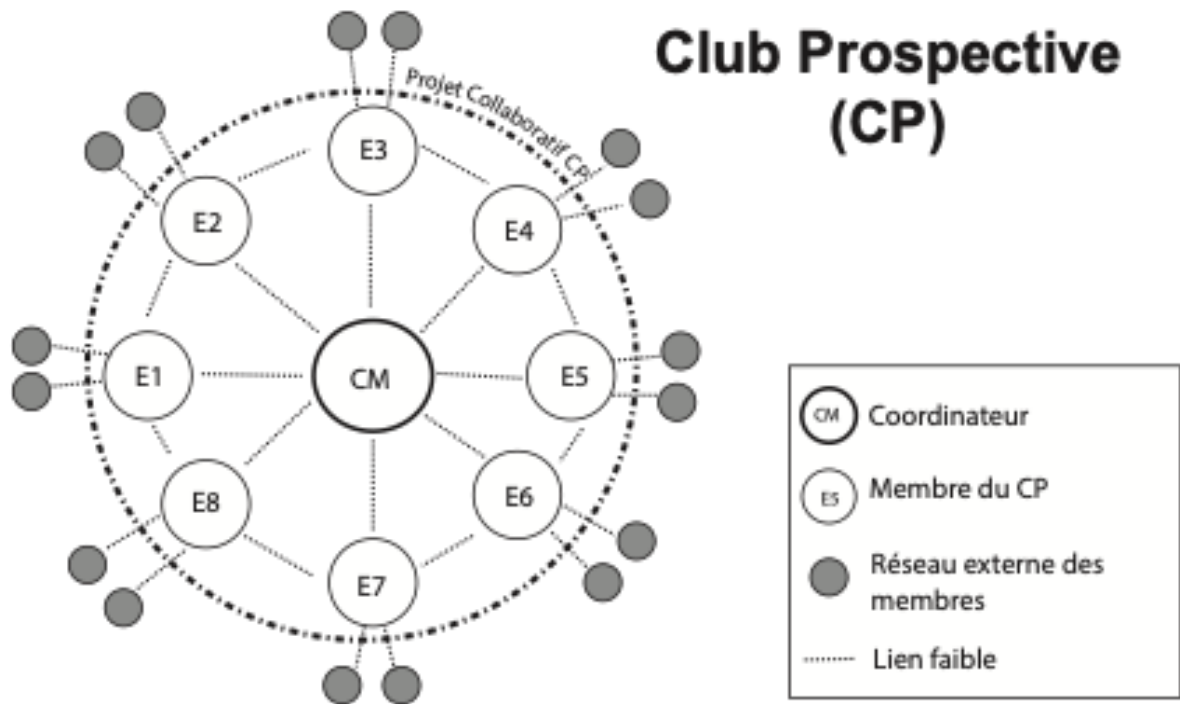 Club Prospective
(CP)
Projet Collaboratif CP
E3
E2
E4
E1
CM
E5
E8
E6
E7
CM
Coordinateur
E5
Membre du CP
Réseau externe des
membres
Lien faible